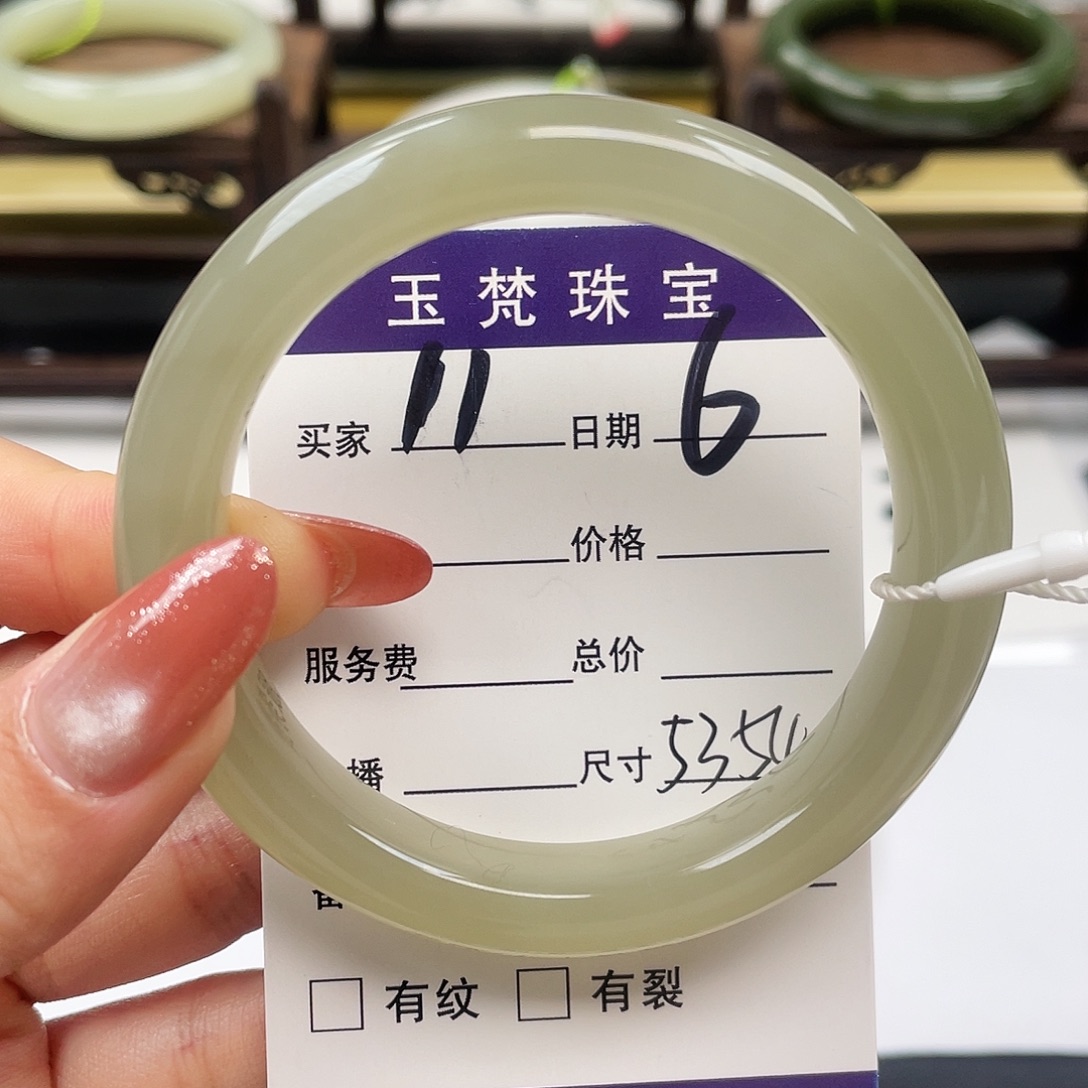 玉梵珠宝
买家 11 日期 6
价格
服务费 总价
播 尺寸 5354
有纹 有裂